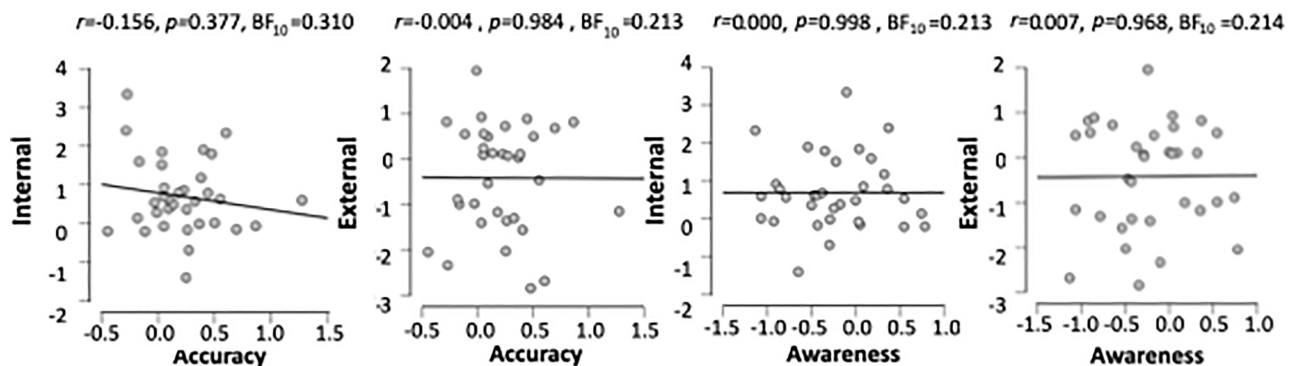 r=-0.156, p=0.377, BF10=0.310
r=-0.004 , p=0.984 , BF10=0.213
r=0.000, p=0.998 , BF10=0.213
r=0.007, p=0.968 , BF10=0.214
Internal
4
3
2
1
0
-1
-2
-0.5 0.0 0.5 1.0 1.5
Accuracy
External
2
1
0
-1
-2
-3
-0.5 0.0 0.5 1.0 1.5
Accuracy
Internal
4
3
2
1
0
-1
-2
-1.5 -1.0 -0.5 0.0 0.5 1.0
Awareness
External
2
1
0
-1
-2
-3
-1.5 -1.0 -0.5 0.0 0.5 1.0
Awareness